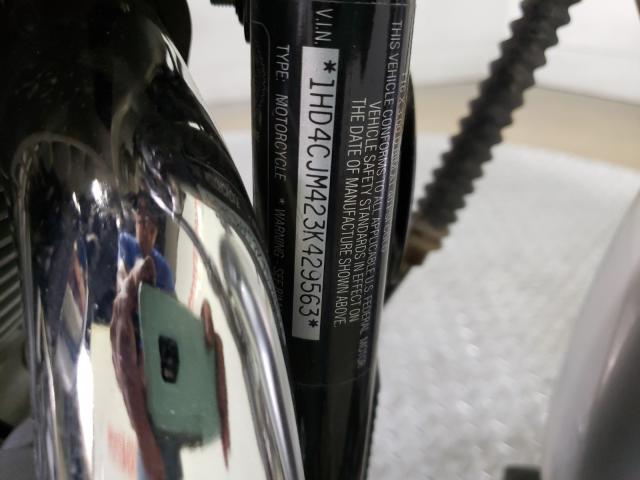 THIS VEHICLE CONFORMS TO ALL APPLICABLE U.S. FEDERAL MOTOR
VEHICLE SAFETY STANDARDS IN EFFECT ON
THE DATE OF MANUFACTURE SHOWN ABOVE.
V.I.N. *1HD4CJM423K429563*
TYPE: MOTORCYCLE * WARNING: SEE